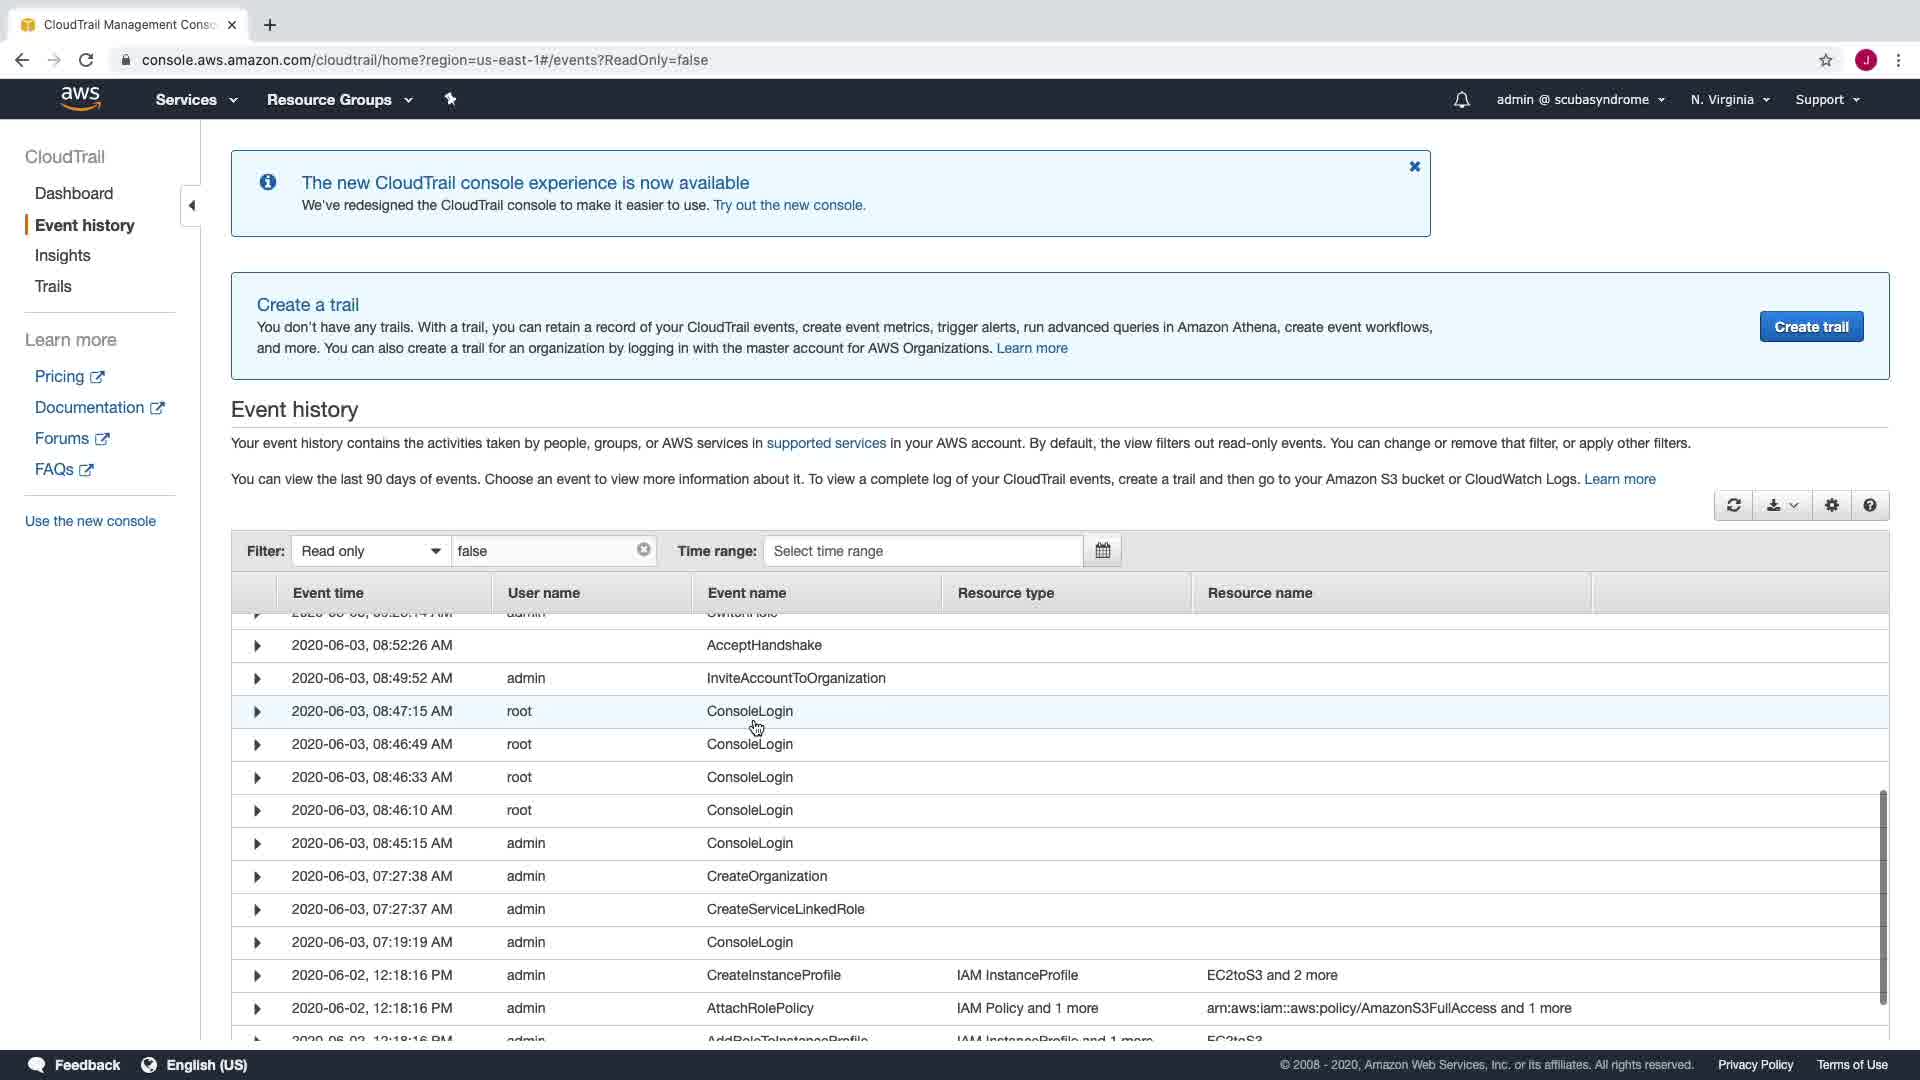 CloudTrail Management Conso
console.aws.amazon.com/cloudtrail/home?region=us-east-1#/events?ReadOnly=false
J
aws
Services
Resource Groups
admin @ scubasyndrome
N. Virginia
Support
CloudTrail
Dashboard
Event history
Insights
Trails
Learn more
Pricing
Documentation
Forums
FAQs
Use the new console
The new CloudTrail console experience is now available
We've redesigned the CloudTrail console to make it easier to use. Try out the new console.
Create a trail
You don't have any trails. With a trail, you can retain a record of your CloudTrail events, create event metrics, trigger alerts, run advanced queries in Amazon Athena, create event workflows,
and more. You can also create a trail for an organization by logging in with the master account for AWS Organizations. Learn more
Create trail
Event history
Your event history contains the activities taken by people, groups, or AWS services in supported services in your AWS account. By default, the view filters out read-only events. You can change or remove that filter, or apply other filters.
You can view the last 90 days of events. Choose an event to view more information about it. To view a complete log of your CloudTrail events, create a trail and then go to your Amazon S3 bucket or CloudWatch Logs. Learn more
Filter: Read only false Time range: Select time range
Event time User name Event name Resource type Resource name
admin SwitchRole
2020-06-03, 08:52:26 AM AcceptHandshake
2020-06-03, 08:49:52 AM admin InviteAccountToOrganization
2020-06-03, 08:47:15 AM root ConsoleLogin
2020-06-03, 08:46:49 AM root ConsoleLogin
2020-06-03, 08:46:33 AM root ConsoleLogin
2020-06-03, 08:46:10 AM root ConsoleLogin
2020-06-03, 08:45:15 AM admin ConsoleLogin
2020-06-03, 07:27:38 AM admin CreateOrganization
2020-06-03, 07:27:37 AM admin CreateServiceLinkedRole
2020-06-03, 07:19:19 AM admin ConsoleLogin
2020-06-02, 12:18:16 PM admin CreateInstanceProfile IAM InstanceProfile EC2toS3 and 2 more
2020-06-02, 12:18:16 PM admin AttachRolePolicy IAM Policy and 1 more arn:aws:iam::aws:policy/AmazonS3FullAccess and 1 more
2020-06-02, 12:18:16 PM admin AddRoleToInstanceProfile IAM InstanceProfile and 1 more EC2toS3
Feedback
English (US)
© 2008 - 2020, Amazon Web Services, Inc. or its affiliates. All rights reserved.
Privacy Policy
Terms of Use